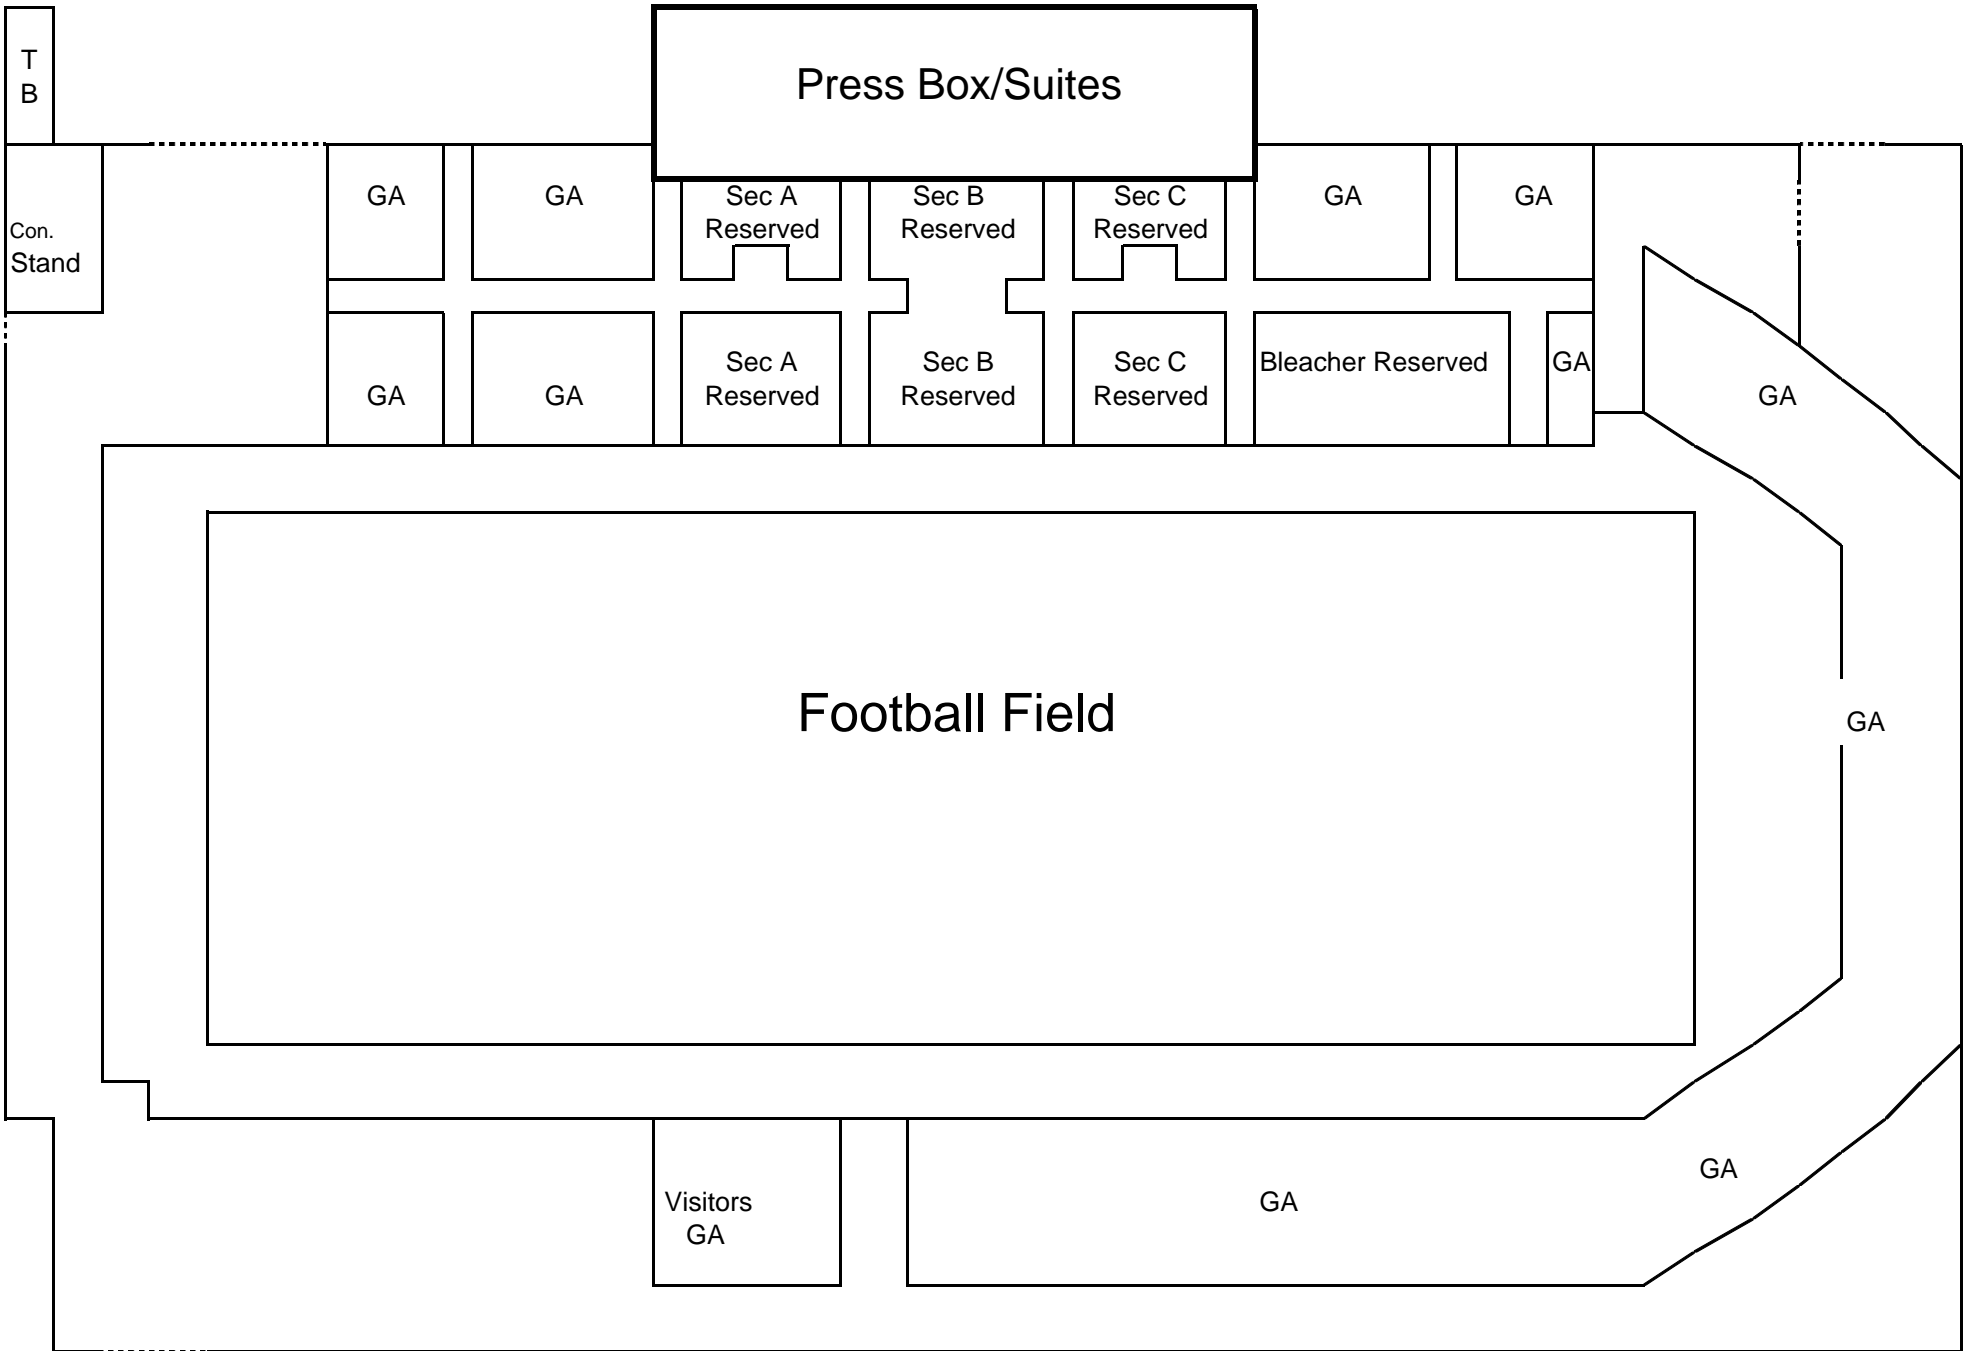 T
B
Press Box/Suites
Con.
Stand
GA
GA
Sec A
Reserved
Sec B
Reserved
Sec C
Reserved
GA
GA
GA
GA
Sec A
Reserved
Sec B
Reserved
Sec C
Reserved
Bleacher Reserved
GA
GA
Football Field
GA
Visitors
GA
GA
GA